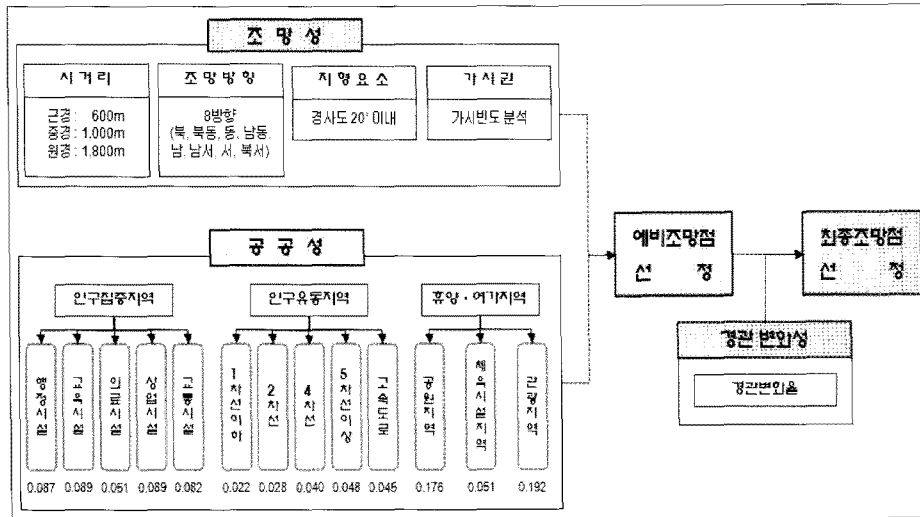 조 망 성
시 거 리
근경 : 600m
중경 : 1,000m
원경 : 1,800m
조 망 방 향
8방향
(북, 북동, 동, 남동,
남, 남서, 서, 북서)
지 형 요 소
경사도 20° 이내
가 시 권
가시빈도 분석
공 공 성
인구집중지역
인구유동지역
휴양 · 여가지역
행정시설
교육시설
의료시설
상업시설
교통시설
1차선이하
2차선
4차선
5차선이상
고속도로
공원지역
체육시설지역
관광지역
0.087 0.089 0.051 0.089 0.082 0.022 0.028 0.040 0.048 0.045 0.176 0.051 0.192
예비조망점
선 정
최종조망점
선 정
경관 변화성
경관변화율